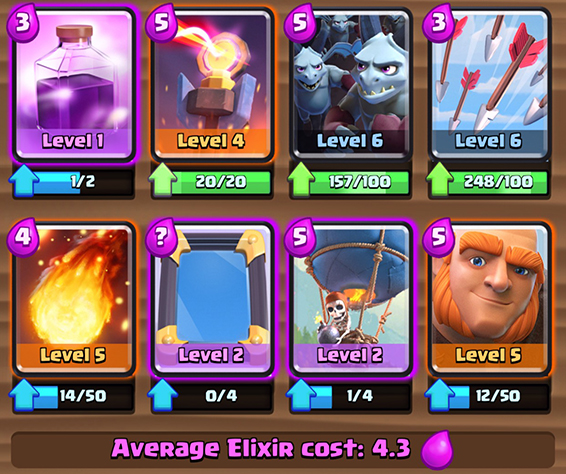 3 5 5 3
Level 1 Level 4 Level 6 Level 6
1/2 20/20 157/100 248/100
4 ? 5 5
Level 5 Level 2 Level 2 Level 5
14/50 0/4 1/4 12/50
Average Elixir cost: 4.3